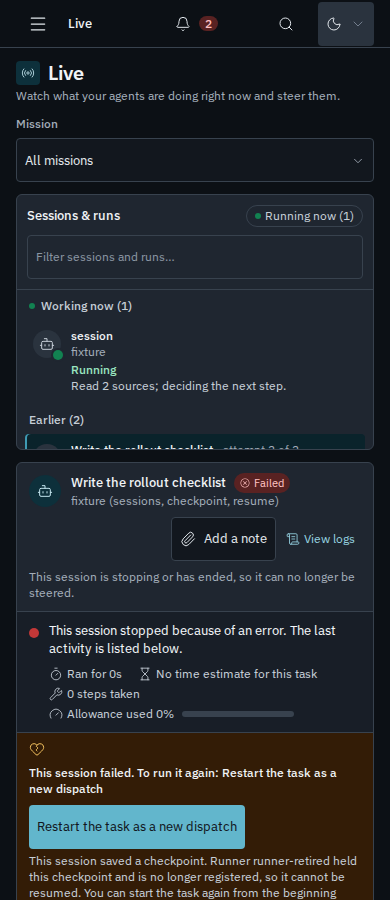 Live
2
Live
Watch what your agents are doing right now and steer them.
Mission
All missions
Sessions & runs
Running now (1)
Filter sessions and runs...
Working now (1)
session
fixture
Running
Read 2 sources; deciding the next step.
Earlier (2)
Write the rollout checklist
Write the rollout checklist
Failed
fixture (sessions, checkpoint, resume)
Add a note
View logs
This session is stopping or has ended, so it can no longer be
steered.
This session stopped because of an error. The last
activity is listed below.
Ran for 0s
No time estimate for this task
0 steps taken
Allowance used 0%
This session failed. To run it again: Restart the task as a
new dispatch
Restart the task as a new dispatch
This session saved a checkpoint. Runner runner-retired held
this checkpoint and is no longer registered, so it cannot be
resumed. You can start the task again from the beginning